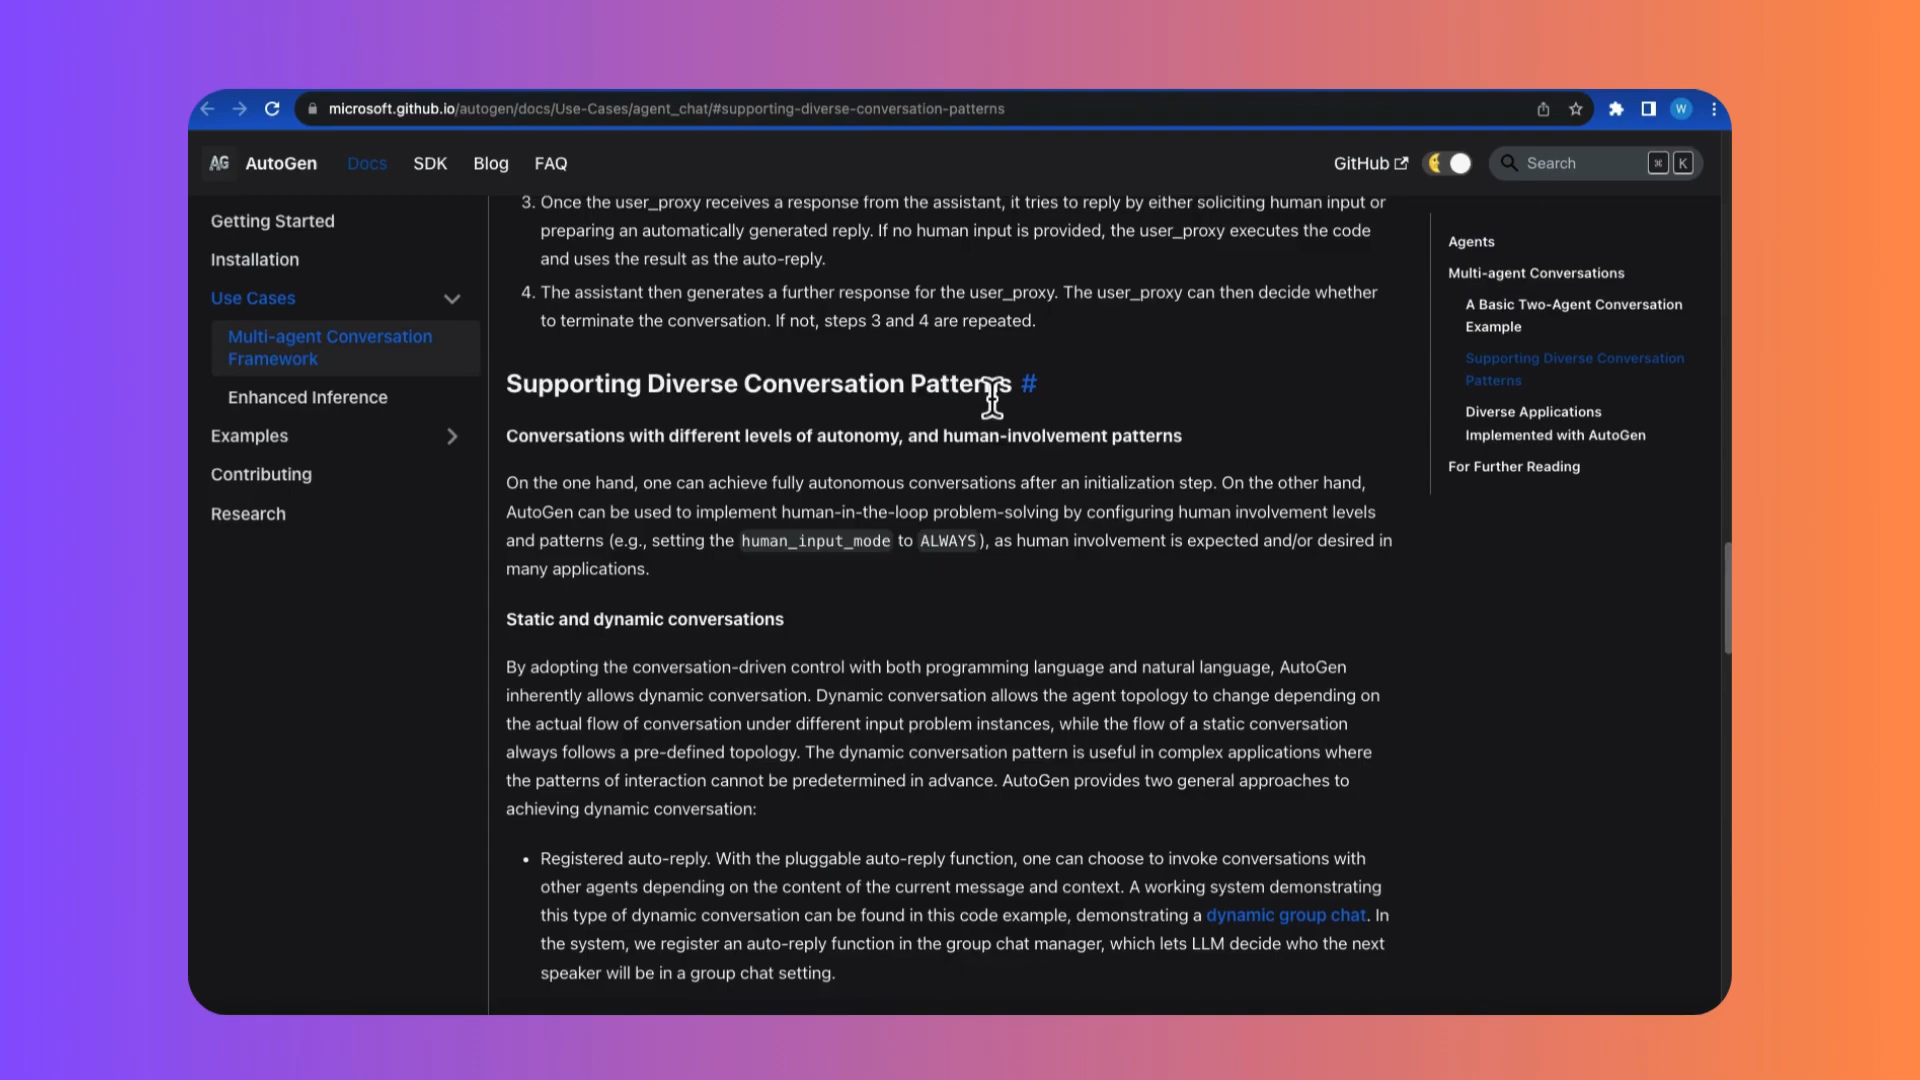 microsoft.github.io/autogen/docs/Use-Cases/agent_chat/#supporting-diverse-conversation-patterns
W
AG AutoGen Docs SDK Blog FAQ
GitHub
Search ⌘ K
Getting Started
Installation
Use Cases
Multi-agent Conversation
Framework
Enhanced Inference
Examples
Contributing
Research
3. Once the user_proxy receives a response from the assistant, it tries to reply by either soliciting human input or
preparing an automatically generated reply. If no human input is provided, the user_proxy executes the code
and uses the result as the auto-reply.
4. The assistant then generates a further response for the user_proxy. The user_proxy can then decide whether
to terminate the conversation. If not, steps 3 and 4 are repeated.
Supporting Diverse Conversation Patterns #
Conversations with different levels of autonomy, and human-involvement patterns
On the one hand, one can achieve fully autonomous conversations after an initialization step. On the other hand,
AutoGen can be used to implement human-in-the-loop problem-solving by configuring human involvement levels
and patterns (e.g., setting the human_input_mode to ALWAYS), as human involvement is expected and/or desired in
many applications.
Static and dynamic conversations
By adopting the conversation-driven control with both programming language and natural language, AutoGen
inherently allows dynamic conversation. Dynamic conversation allows the agent topology to change depending on
the actual flow of conversation under different input problem instances, while the flow of a static conversation
always follows a pre-defined topology. The dynamic conversation pattern is useful in complex applications where
the patterns of interaction cannot be predetermined in advance. AutoGen provides two general approaches to
achieving dynamic conversation:
• Registered auto-reply. With the pluggable auto-reply function, one can choose to invoke conversations with
other agents depending on the content of the current message and context. A working system demonstrating
this type of dynamic conversation can be found in this code example, demonstrating a dynamic group chat. In
the system, we register an auto-reply function in the group chat manager, which lets LLM decide who the next
speaker will be in a group chat setting.
Agents
Multi-agent Conversations
A Basic Two-Agent Conversation
Example
Supporting Diverse Conversation
Patterns
Diverse Applications
Implemented with AutoGen
For Further Reading